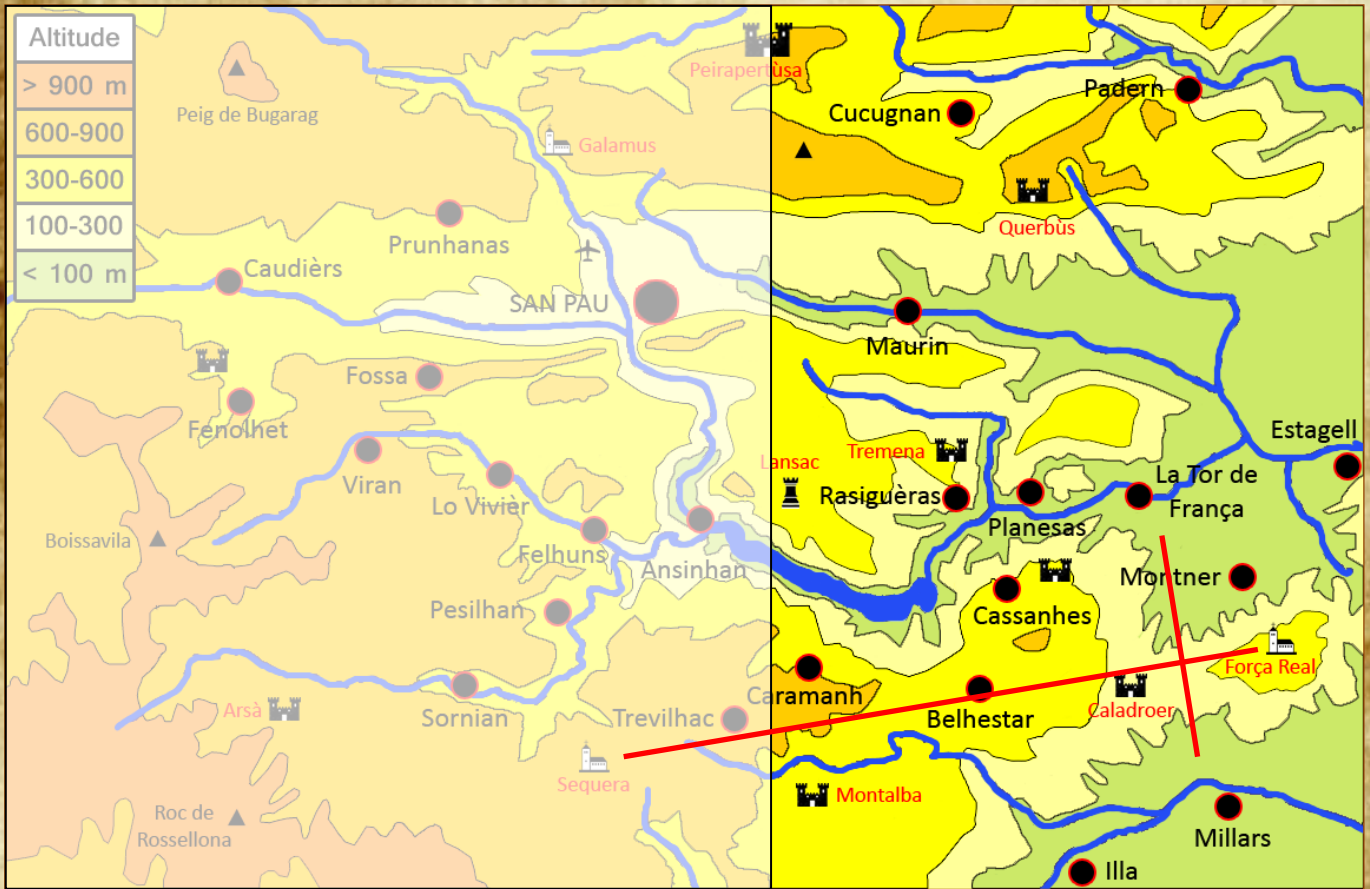 Altitude
> 900 m
600-900
300-600
100-300
< 100 m
Peig de Bugarag
Peirapertùsa
Galamus
Cucugnan
Padern
Prunhanas
Querbùs
Caudièrs
SAN PAU
Maurin
Fossa
Fenolhet
Viran
Lo Vivièr
Lansac
Tremena
Rasiguèras
Estagell
La Tor de
França
Planesas
Boissavila
Felhuns
Ansinhan
Montner
Pesilhan
Cassanhes
Força Real
Arsà
Sornian
Trevilhac
Caramanh
Belhestar
Caladroer
Sequera
Montalba
Roc de
Rossellona
Millars
Illa